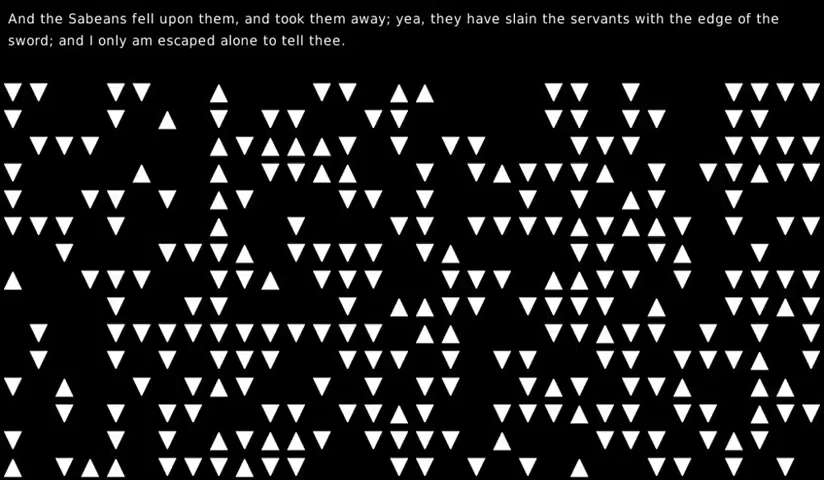 And the Sabeans fell upon them, and took them away; yea, they have slain the servants with the edge of the
sword; and I only am escaped alone to tell thee.